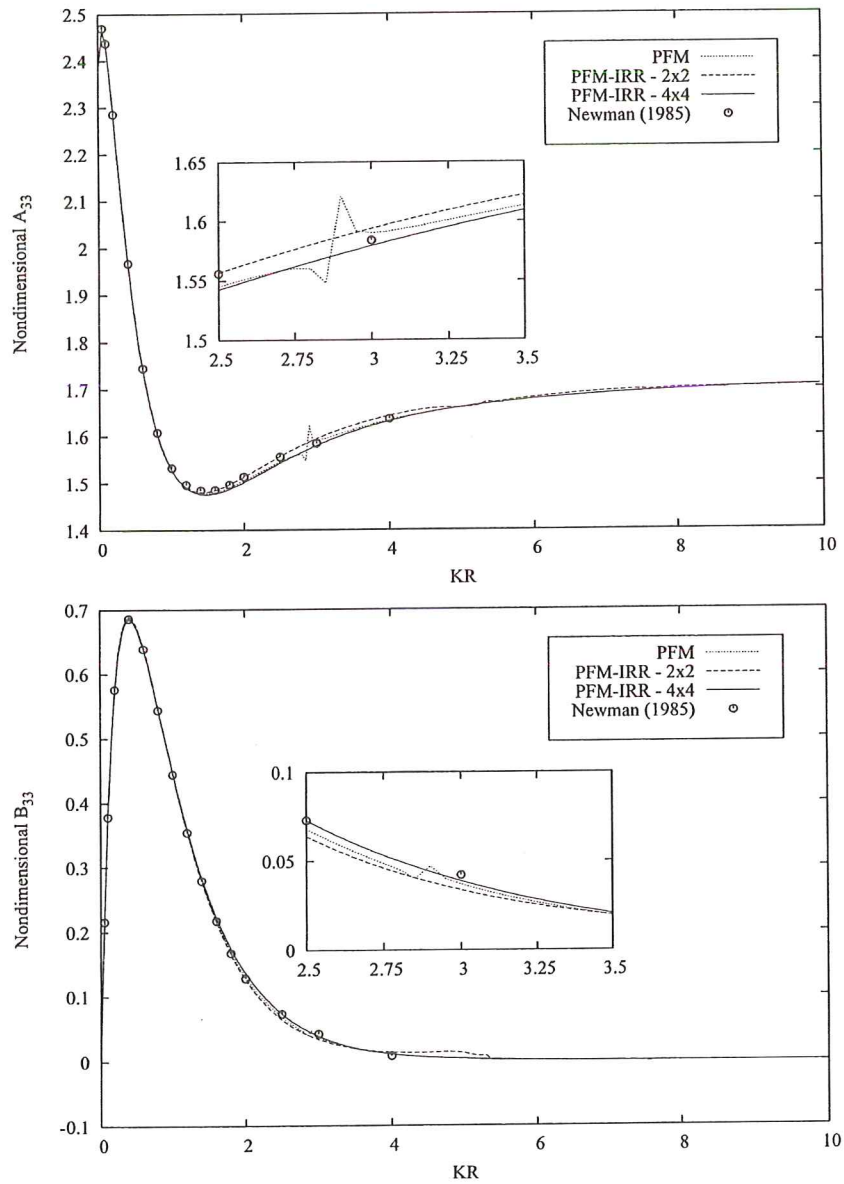 2.5
2.4
2.3
2.2
2.1
2
1.9
1.8
1.7
1.6
1.5
1.4
Nondimensional A33
PFM
PFM-IRR - 2x2
PFM-IRR - 4x4
Newman (1985)
1.65
1.6
1.55
1.5
2.5 2.75 3 3.25 3.5
0 2 4 6 8 10
KR
0.7
0.6
0.5
0.4
0.3
0.2
0.1
0
-0.1
Nondimensional B33
PFM
PFM-IRR - 2x2
PFM-IRR - 4x4
Newman (1985)
0.1
0.05
0
2.5 2.75 3 3.25 3.5
0 2 4 6 8 10
KR